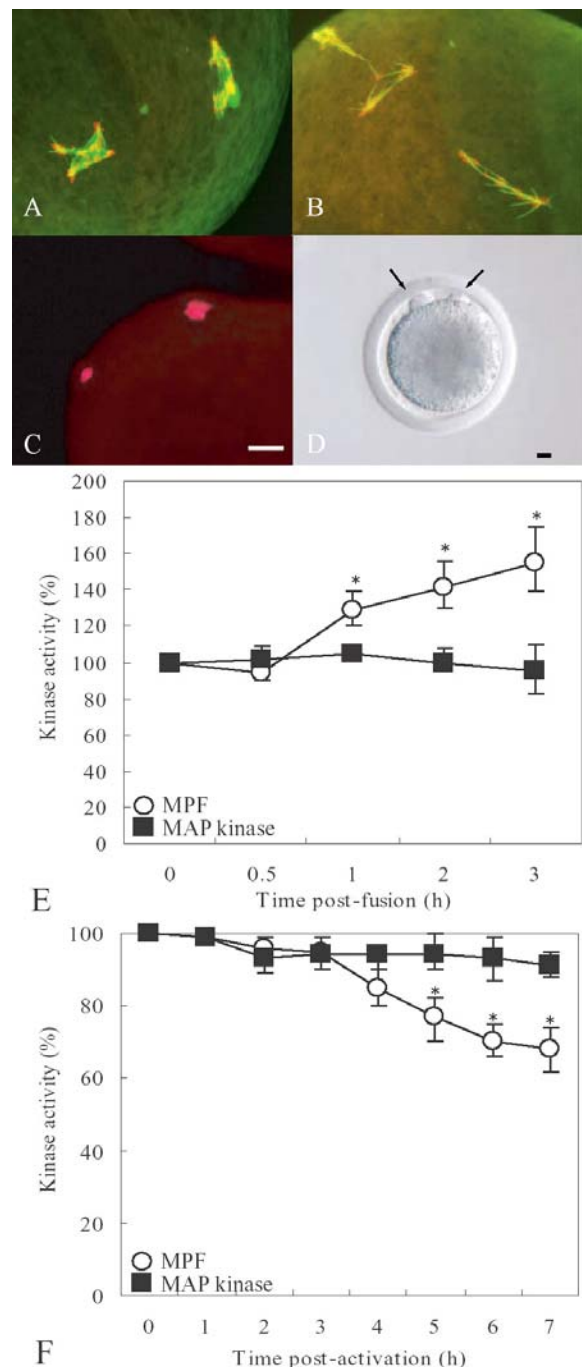 A
B
C
D
200
180
160
140
120
100
80
60
40
20
0
Kinase activity (%)
* * *
MPF
MAP kinase
0 0.5 1 2 3
Time post-fusion (h)
E
100
80
60
40
20
0
Kinase activity (%)
* * *
MPF
MAP kinase
0 1 2 3 4 5 6 7
Time post-activation (h)
F